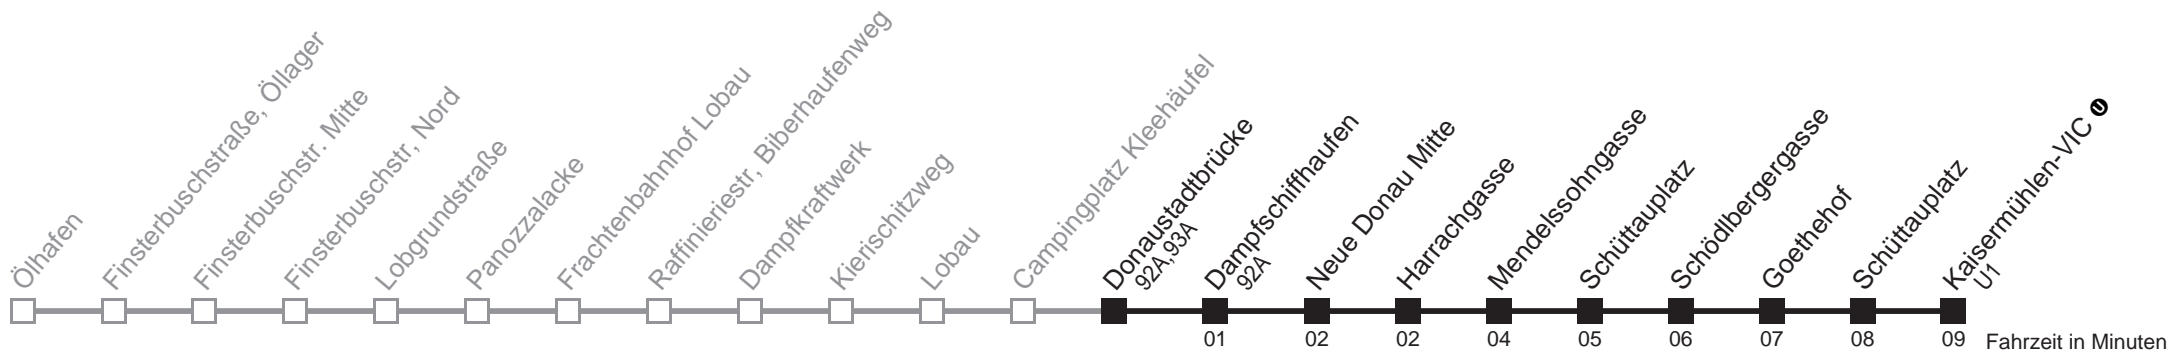 Ölhafen
Finsterbuschstraße, Öllager
Finsterbuschstr. Mitte
Finsterbuschstr, Nord
Lobgrundstraße
Panozzalacke
Frachtenbahnhof Lobau
Raffinieriestr, Biberhaufenweg
Dampfkraftwerk
Kierischitzweg
Lobau
Campingplatz Kleehäufel
Donaustadtbrücke
92A,93A
Dampfschiffhaufen
92A
Neue Donau Mitte
Harrachgasse
Mendelssohngasse
Schüttauplatz
Schödlbergergasse
Goethehof
Schüttauplatz
Kaisermühlen-VIC U
U1
01 02 02 04 05 06 07 08 09 Fahrzeit in Minuten